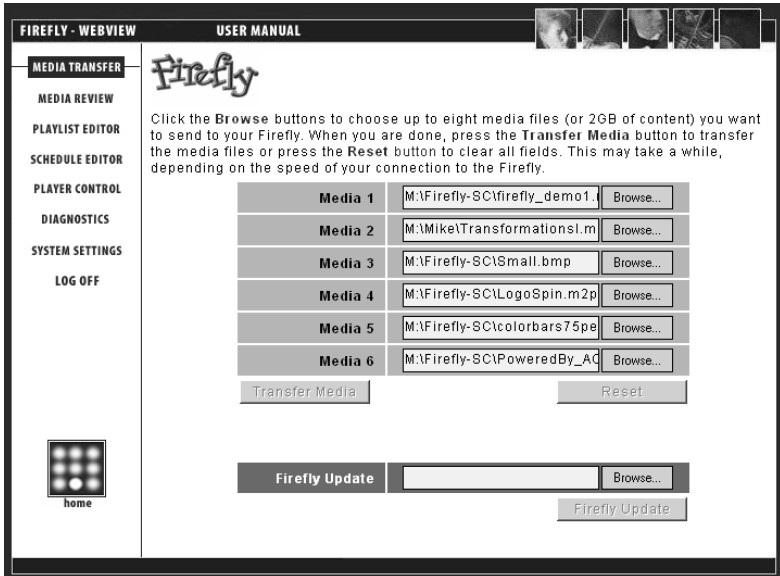 FIREFLY - WEBVIEW
USER MANUAL
MEDIA TRANSFER
MEDIA REVIEW
PLAYLIST EDITOR
SCHEDULE EDITOR
PLAYER CONTROL
DIAGNOSTICS
SYSTEM SETTINGS
LOG OFF
home
Firefly
Click the Browse buttons to choose up to eight media files (or 2GB of content) you want
to send to your Firefly. When you are done, press the Transfer Media button to transfer
the media files or press the Reset button to clear all fields. This may take a while,
depending on the speed of your connection to the Firefly.
Media 1 M:\Firefly-SC\firefly_demo1. Browse...
Media 2 M:\Mike\TransformationsI.m Browse...
Media 3 M:\Firefly-SC\Small.bmp Browse...
Media 4 M:\Firefly-SC\LogoSpin.m2p Browse...
Media 5 M:\Firefly-SC\colorbars75pe Browse...
Media 6 M:\Firefly-SC\PoweredBy_AC Browse...
Transfer Media Reset
Firefly Update Browse...
Firefly Update